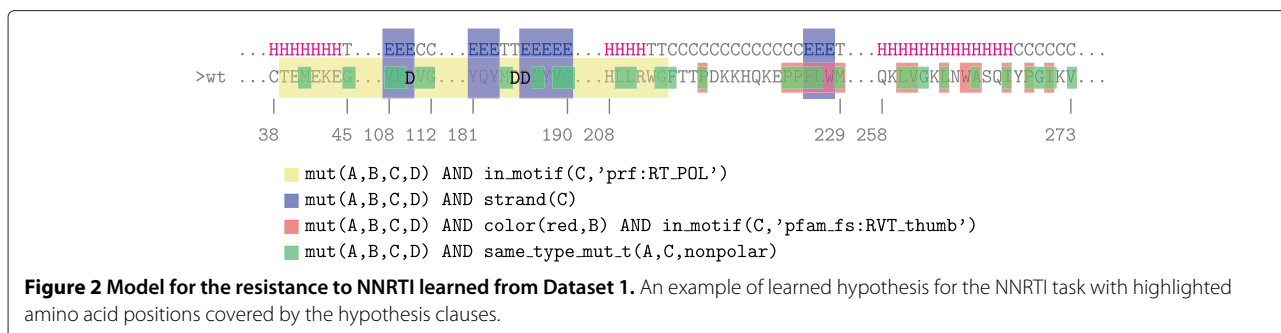 ...HHHHHHHT...EEECC...EEETTEEEEE...HHHHTTCCCCCCCCCCCCCEEET...HHHHHHHHHHHHHCCCCCC...
>wt ...CTEMEKEG...VLDVG...YQYMDDLYVG...HLLRWGFTTPDKKHQKEPPFLWM...QKLVGKLNWASQIYPGIKV...
38 45 108 112 181 190 208 229 258 273
mut(A,B,C,D) AND in_motif(C,'prf:RT_POL')
mut(A,B,C,D) AND strand(C)
mut(A,B,C,D) AND color(red,B) AND in_motif(C,'pfam_fs:RVT_thumb')
mut(A,B,C,D) AND same_type_mut_t(A,C,nonpolar)
Figure 2 Model for the resistance to NNRTI learned from Dataset 1. An example of learned hypothesis for the NNRTI task with highlighted
amino acid positions covered by the hypothesis clauses.